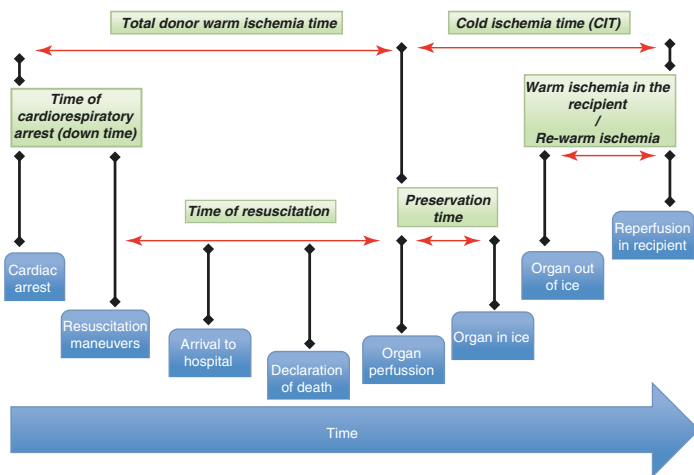 Total donor warm ischemia time
Cold ischemia time (CIT)
Time of
cardiorespiratory
arrest (down time)
Warm ischemia in the
recipient
/
Re-warm ischemia
Time of resuscitation
Preservation
time
Cardiac
arrest
Resuscitation
maneuvers
Arrival to
hospital
Declaration
of death
Organ
perfussion
Organ in ice
Organ out
of ice
Reperfusion
in recipient
Time